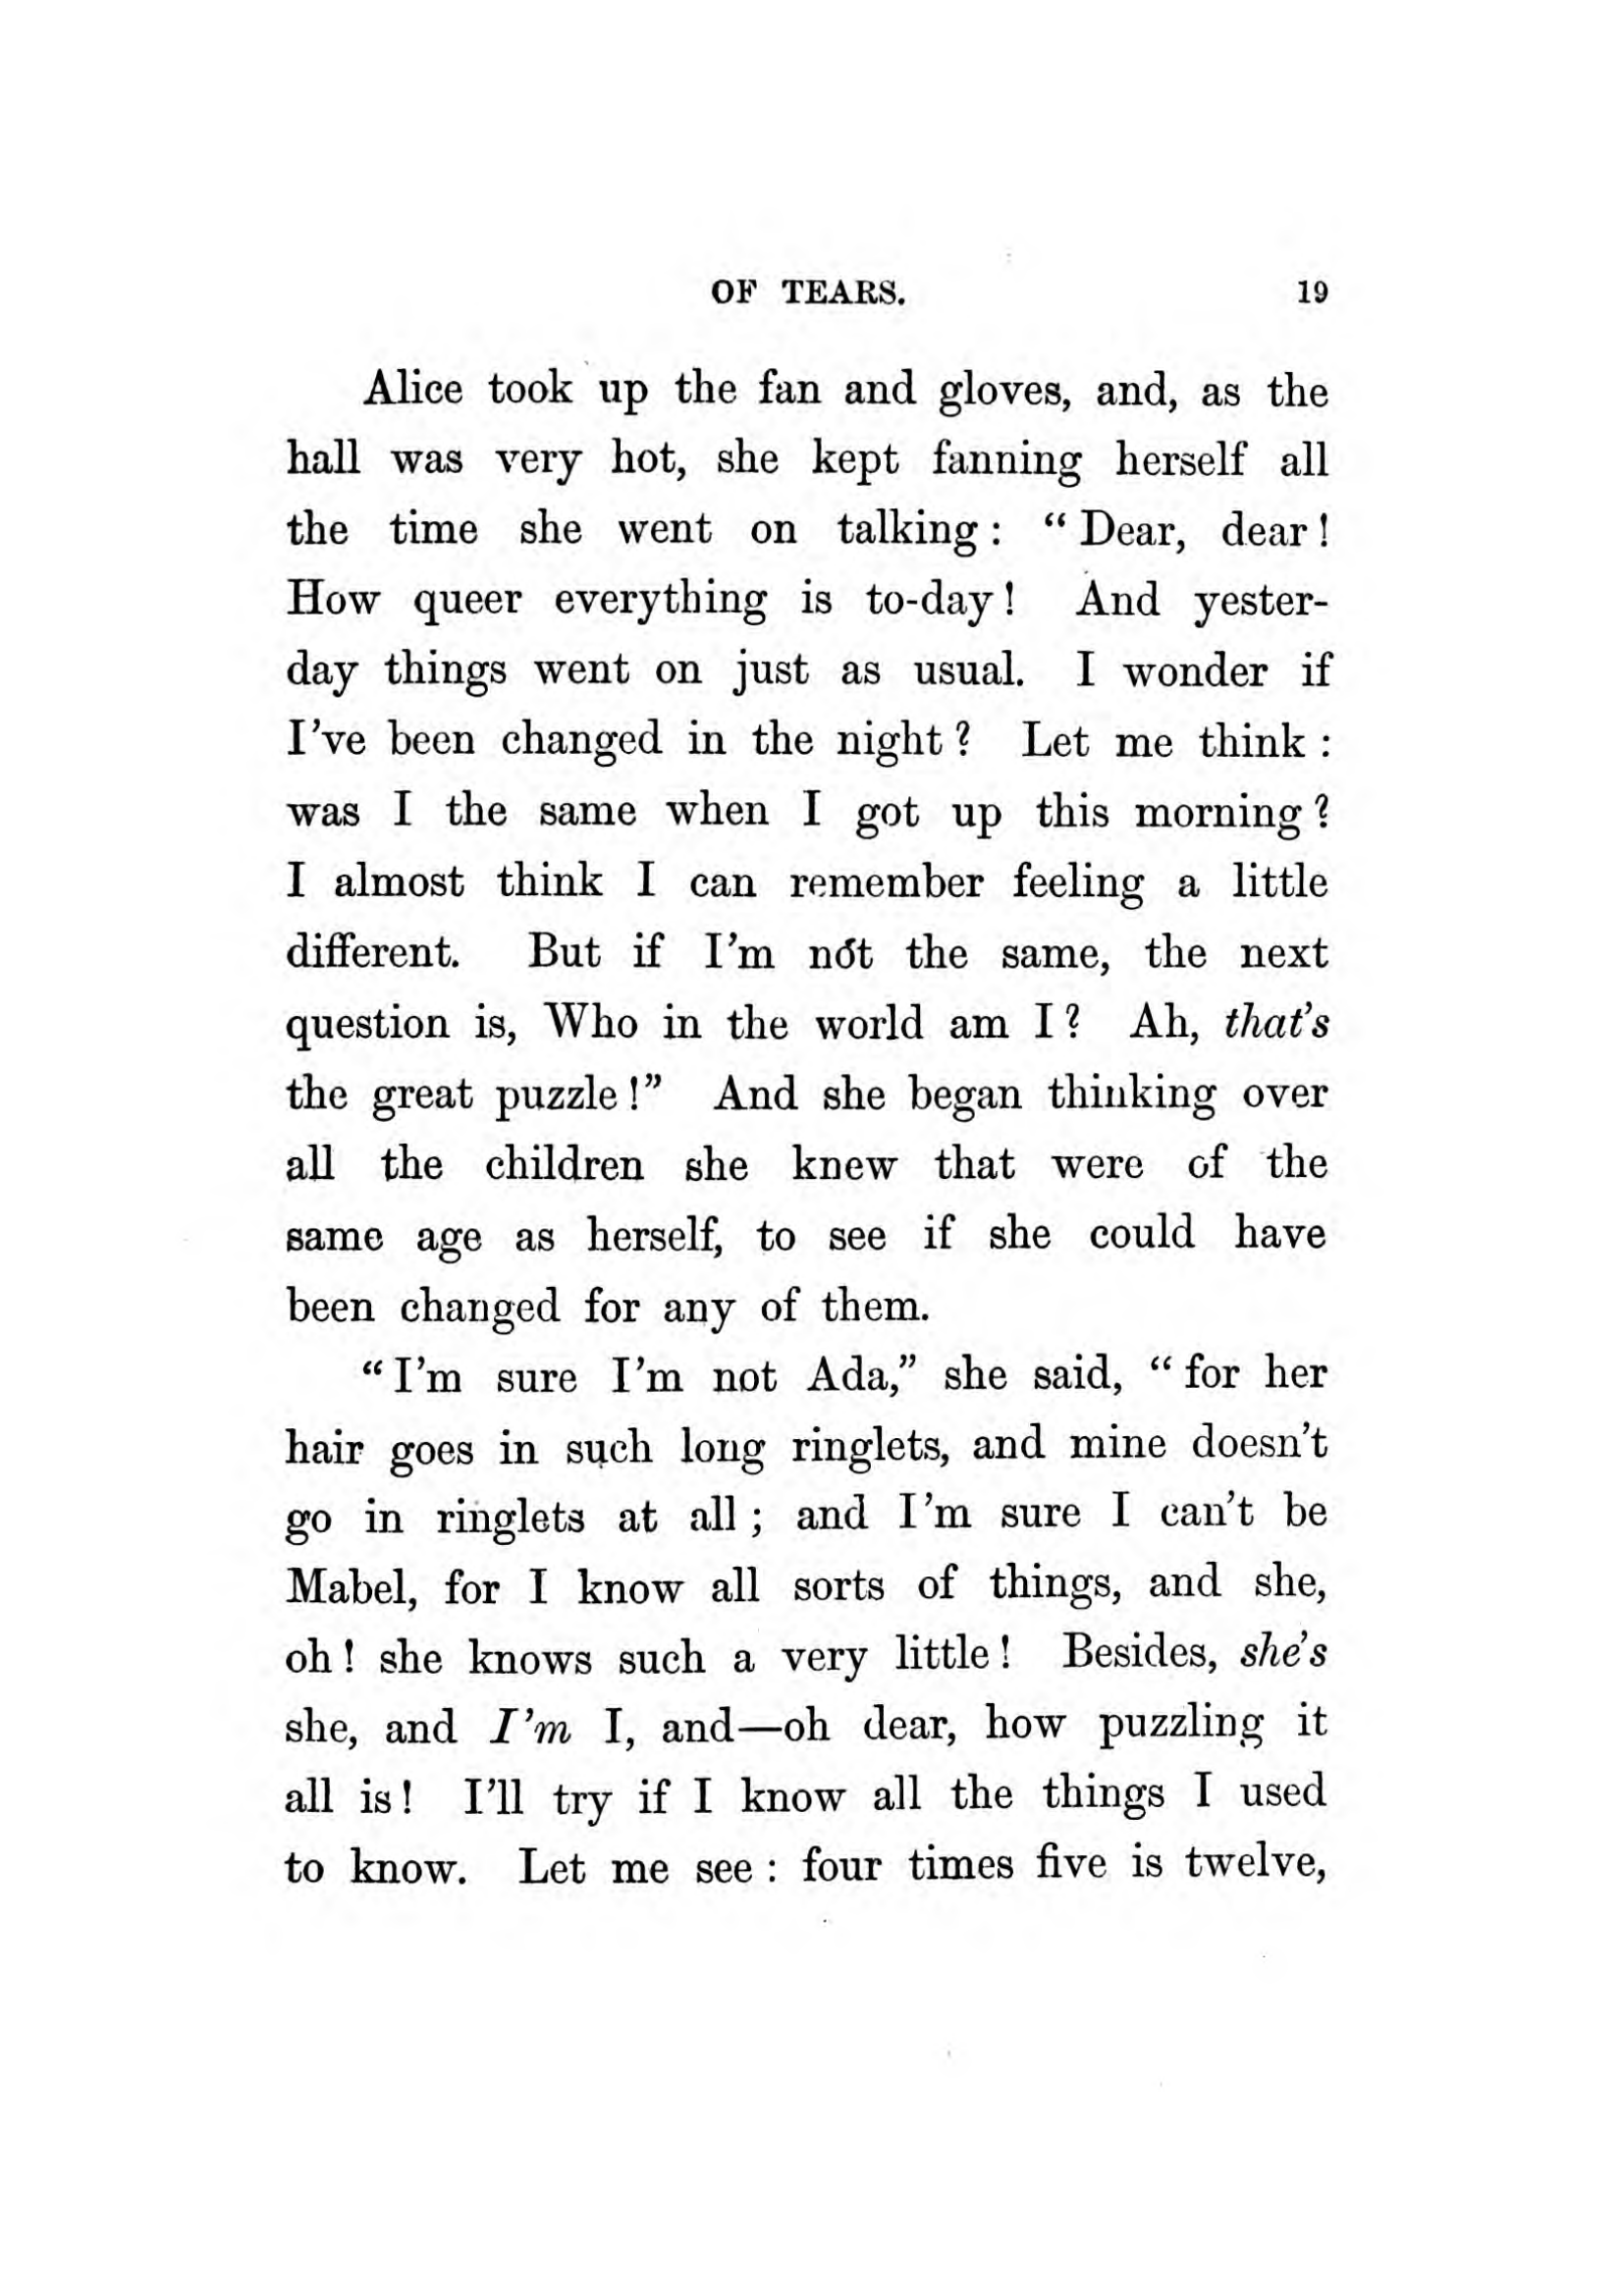 OF TEARS. 19
Alice took up the fan and gloves, and, as the
hall was very hot, she kept fanning herself all
the time she went on talking: “Dear, dear!
How queer everything is to-day! And yester-
day things went on just as usual. I wonder if
I’ve been changed in the night? Let me think:
was I the same when I got up this morning?
I almost think I can remember feeling a little
different. But if I’m not the same, the next
question is, Who in the world am I? Ah, that’s
the great puzzle!” And she began thinking over
all the children she knew that were of the
same age as herself, to see if she could have
been changed for any of them.
“I’m sure I’m not Ada,” she said, “for her
hair goes in such long ringlets, and mine doesn’t
go in ringlets at all; and I’m sure I can’t be
Mabel, for I know all sorts of things, and she,
oh! she knows such a very little! Besides, she’s
she, and I’m I, and—oh dear, how puzzling it
all is! I’ll try if I know all the things I used
to know. Let me see: four times five is twelve,